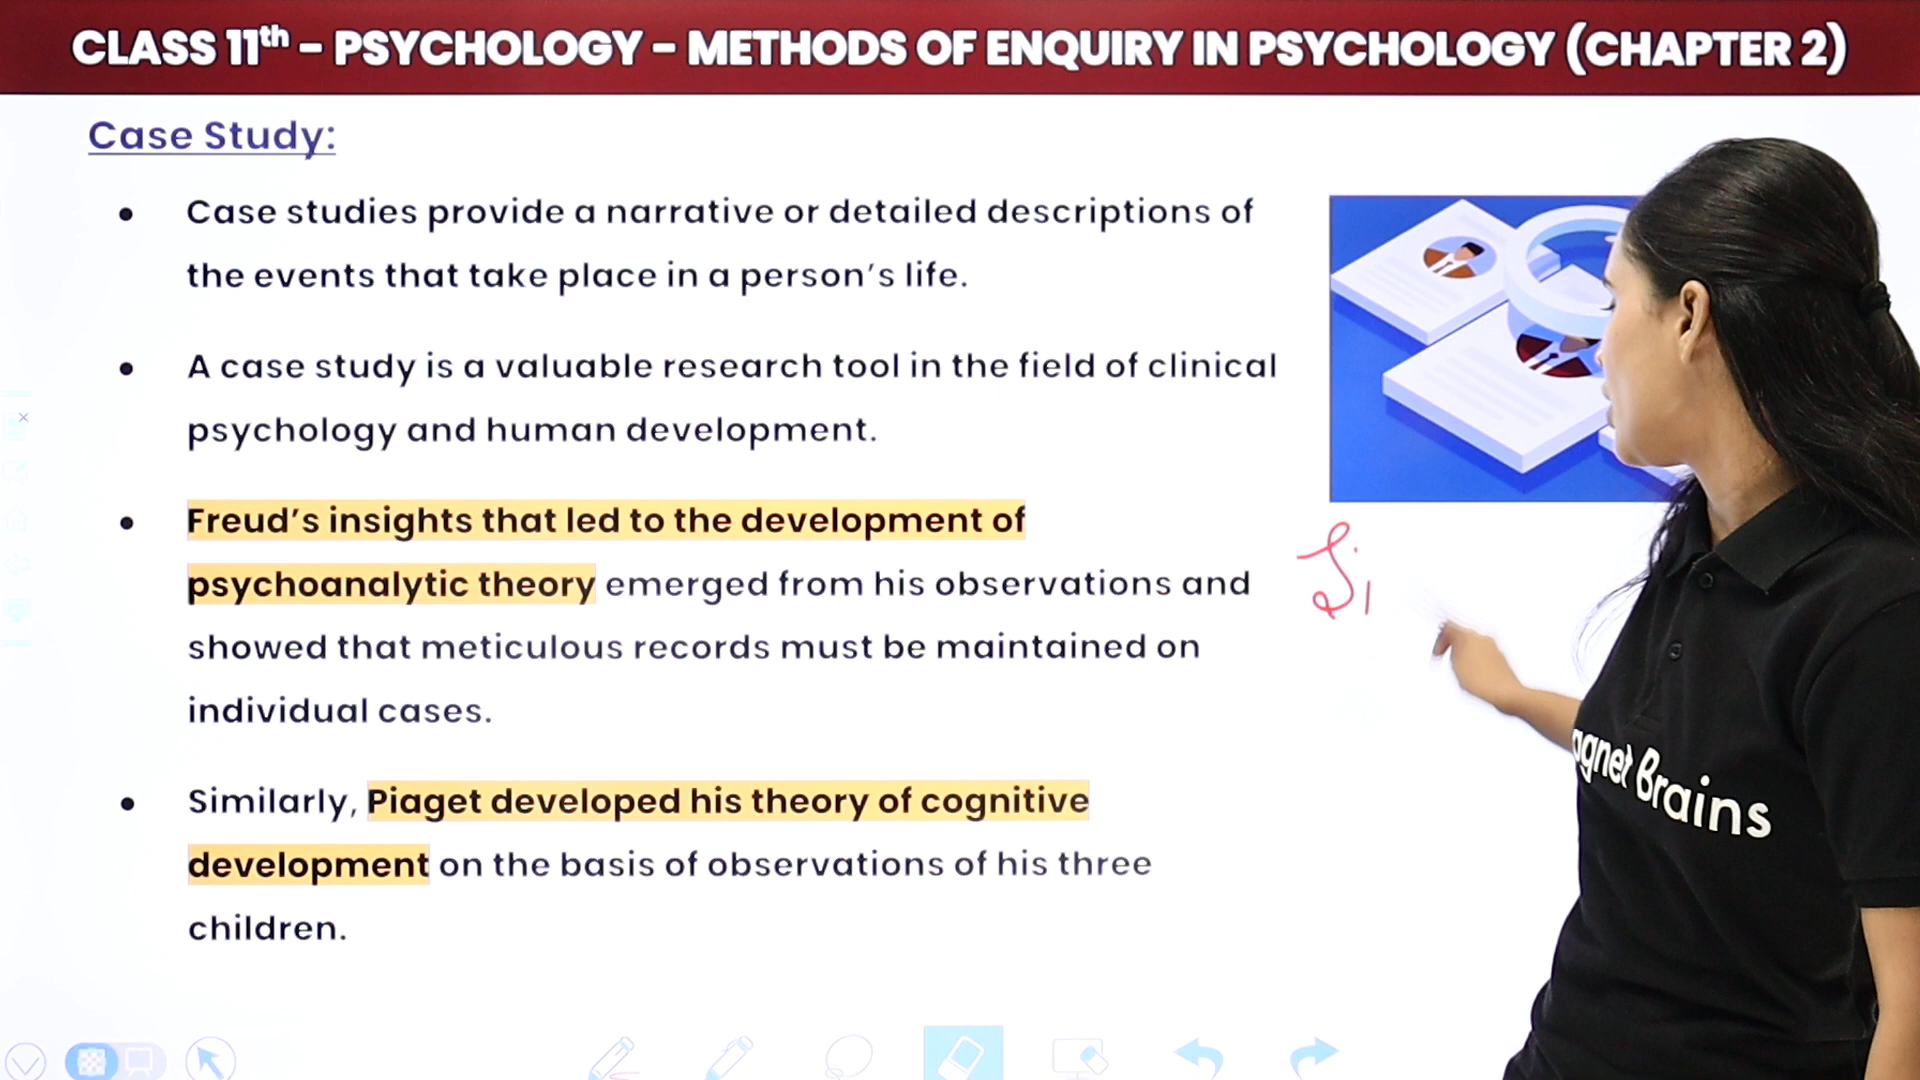 CLASS 11th – PSYCHOLOGY – METHODS OF ENQUIRY IN PSYCHOLOGY (CHAPTER 2)
Case Study:
• Case studies provide a narrative or detailed descriptions of
the events that take place in a person’s life.
• A case study is a valuable research tool in the field of clinical
psychology and human development.
• Freud’s insights that led to the development of
psychoanalytic theory emerged from his observations and
showed that meticulous records must be maintained on
individual cases.
• Similarly, Piaget developed his theory of cognitive
development on the basis of observations of his three
children.
Si
agnet Brains